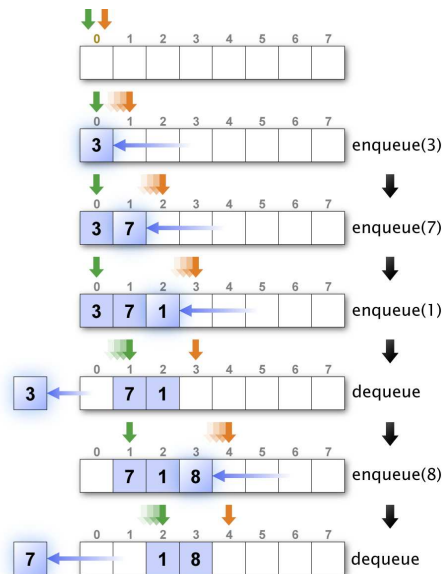 0 1 2 3 4 5 6 7
0 1 2 3 4 5 6 7
3 enqueue(3)
0 1 2 3 4 5 6 7
3 7 enqueue(7)
0 1 2 3 4 5 6 7
3 7 1 enqueue(1)
0 1 2 3 4 5 6 7
3 7 1 dequeue
0 1 2 3 4 5 6 7
7 1 8 enqueue(8)
0 1 2 3 4 5 6 7
7 1 8 dequeue